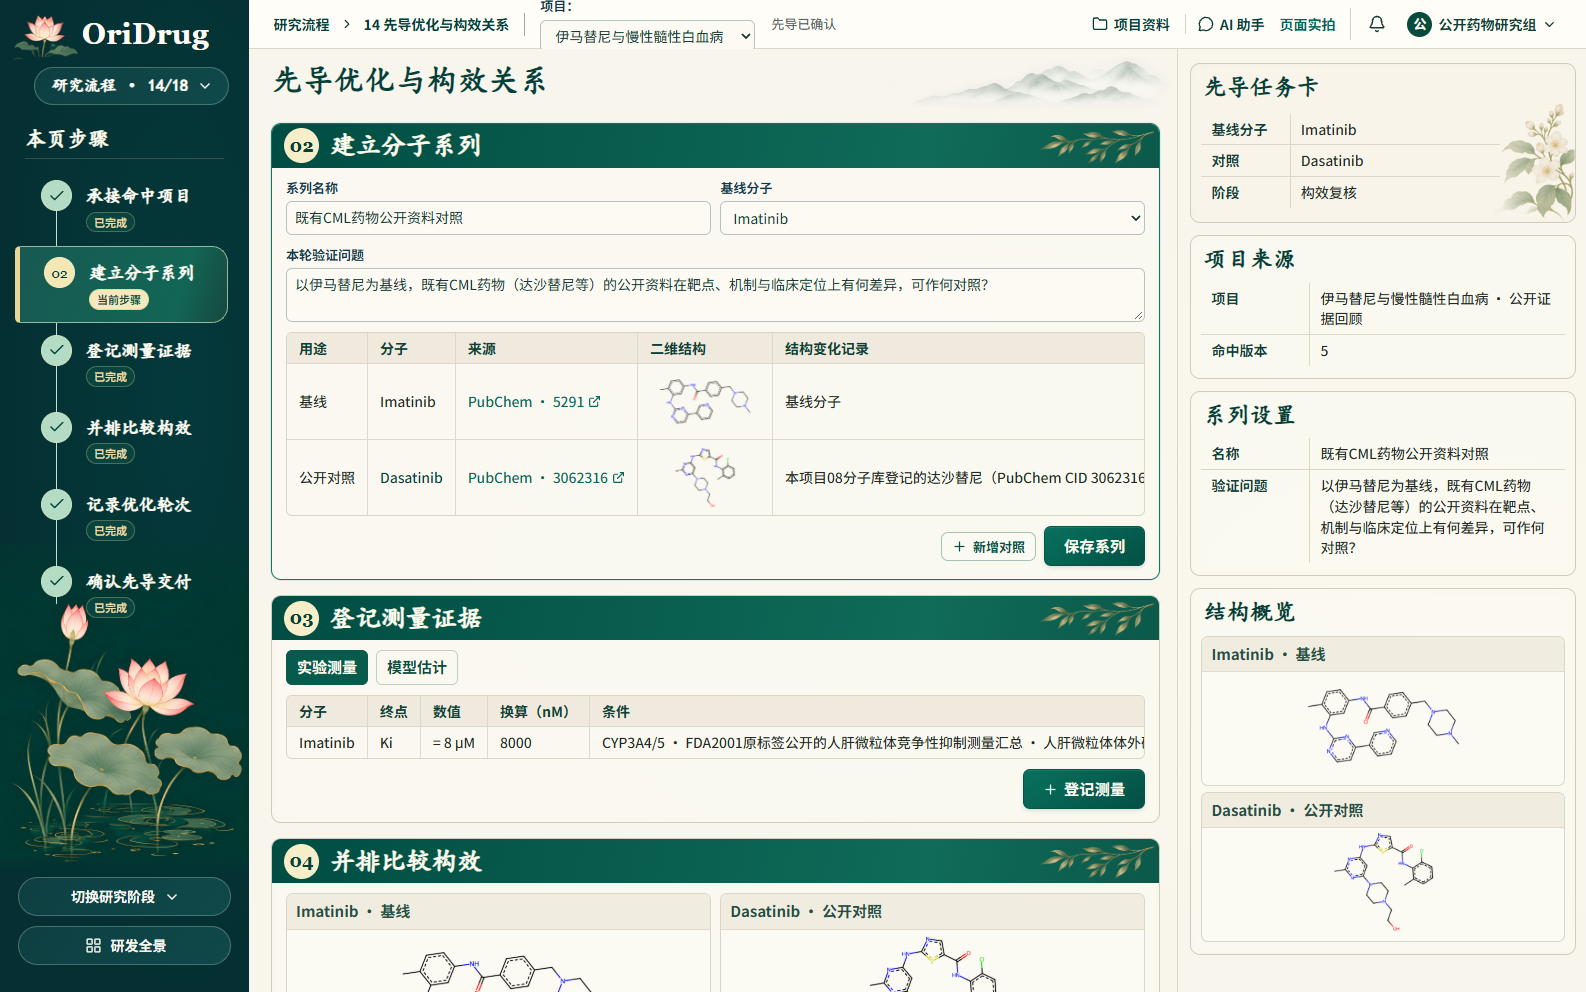 OriDrug
研究流程 • 14/18
本页步骤
承接命中项目
已完成
02 建立分子系列
当前步骤
登记测量证据
已完成
并排比较构效
已完成
记录优化轮次
已完成
确认先导交付
已完成
切换研究阶段
研发全景
研究流程 > 14 先导优化与构效关系
项目：
伊马替尼与慢性髓性白血病
先导已确认
项目资料
AI 助手
页面实拍
公 公开药物研究组
先导优化与构效关系
02 建立分子系列
系列名称
基线分子
既有CML药物公开资料对照
Imatinib
本轮验证问题
以伊马替尼为基线，既有CML药物（达沙替尼等）的公开资料在靶点、机制与临床定位上有何差异，可作何对照？
用途 分子 来源 二维结构 结构变化记录
基线 Imatinib PubChem • 5291 基线分子
公开对照 Dasatinib PubChem • 3062316 本项目08分子库登记的达沙替尼（PubChem CID 3062316
＋ 新增对照
保存系列
03 登记测量证据
实验测量
模型估计
分子 终点 数值 换算（nM） 条件
Imatinib Ki = 8 μM 8000 CYP3A4/5 • FDA2001原标签公开的人肝微粒体竞争性抑制测量汇总 • 人肝微粒体体外
＋ 登记测量
04 并排比较构效
Imatinib • 基线
Dasatinib • 公开对照
先导任务卡
基线分子 Imatinib
对照 Dasatinib
阶段 构效复核
项目来源
项目 伊马替尼与慢性髓性白血病 • 公开证
据回顾
命中版本 5
系列设置
名称 既有CML药物公开资料对照
验证问题 以伊马替尼为基线，既有CML药物
（达沙替尼等）的公开资料在靶点、
机制与临床定位上有何差异，可作何
对照？
结构概览
Imatinib • 基线
Dasatinib • 公开对照